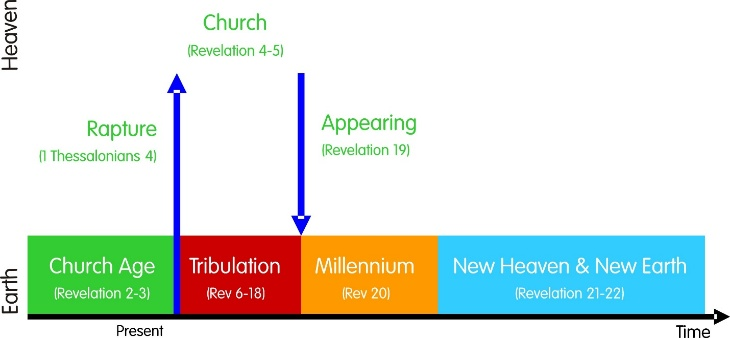 Heaven
Church
(Revelation 4-5)
Rapture
(1 Thessalonians 4)
Appearing
(Revelation 19)
Earth
Church Age
(Revelation 2-3)
Tribulation
(Rev 6-18)
Millennium
(Rev 20)
New Heaven & New Earth
(Revelation 21-22)
Present
Time